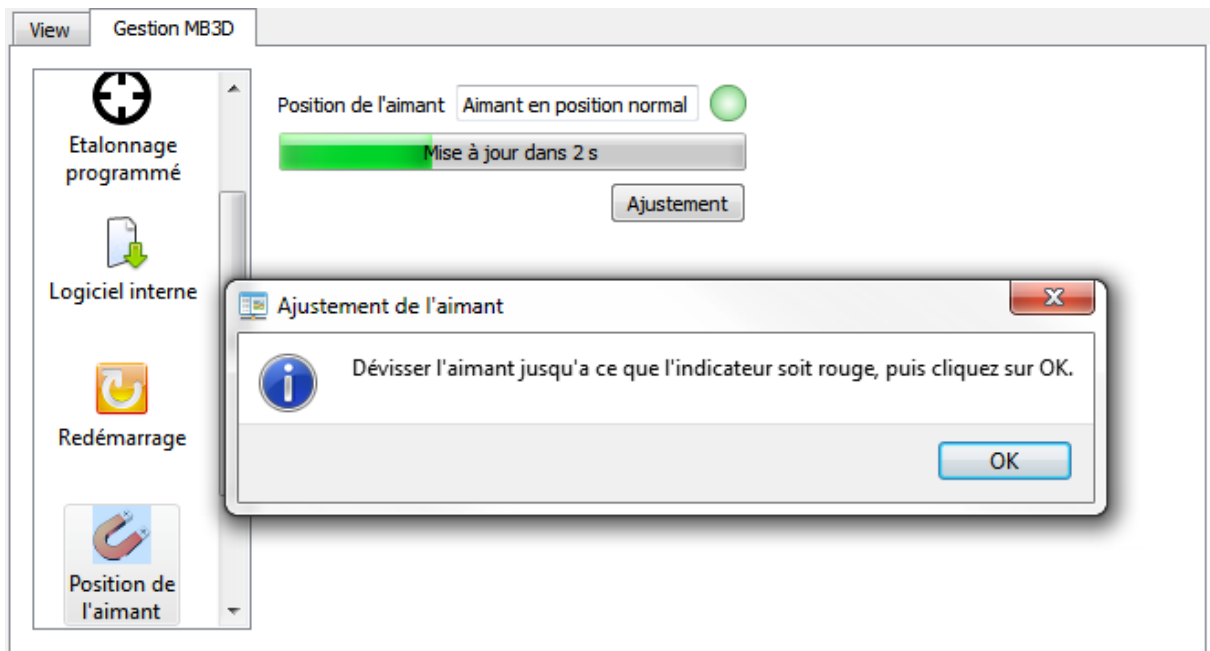 View
Gestion MB3D
Etalonnage
programmé
Logiciel interne
Redémarrage
Position de
l'aimant
Position de l'aimant
Aimant en position normal
Mise à jour dans 2 s
Ajustement
Ajustement de l'aimant
Dévisser l'aimant jusqu'a ce que l'indicateur soit rouge, puis cliquez sur OK.
OK